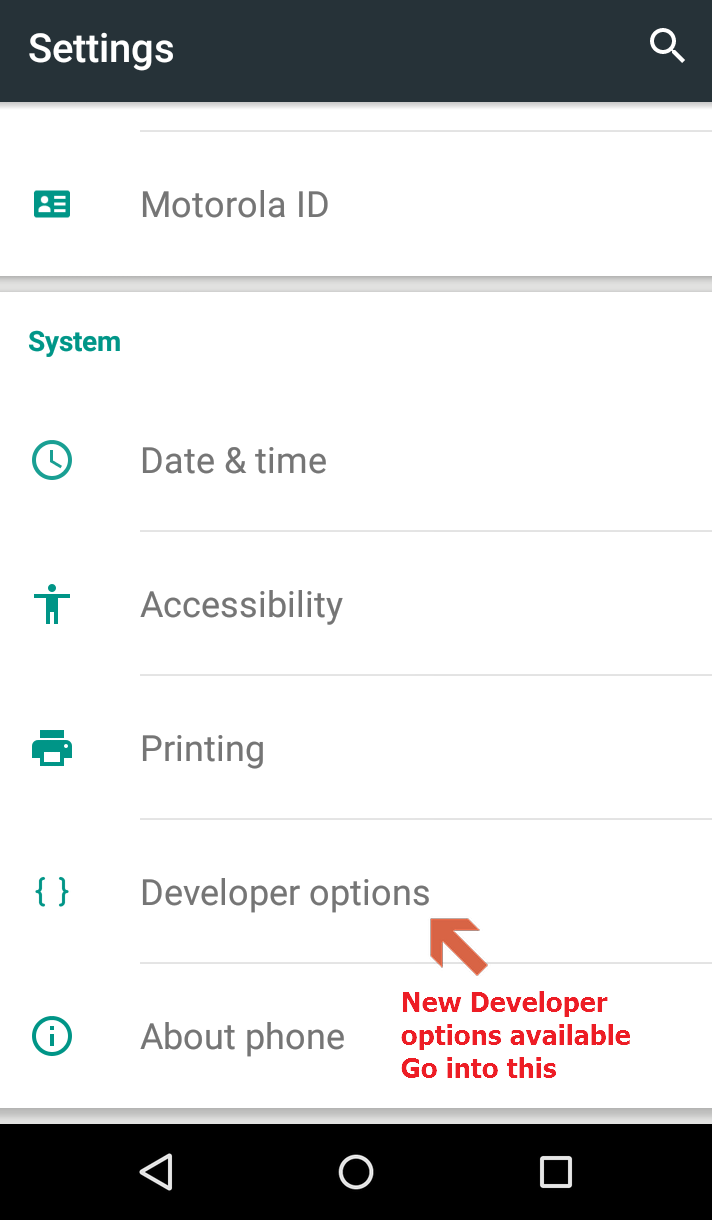 Settings
Motorola ID
System
Date & time
Accessibility
Printing
{ } Developer options
New Developer
options available
Go into this
About phone